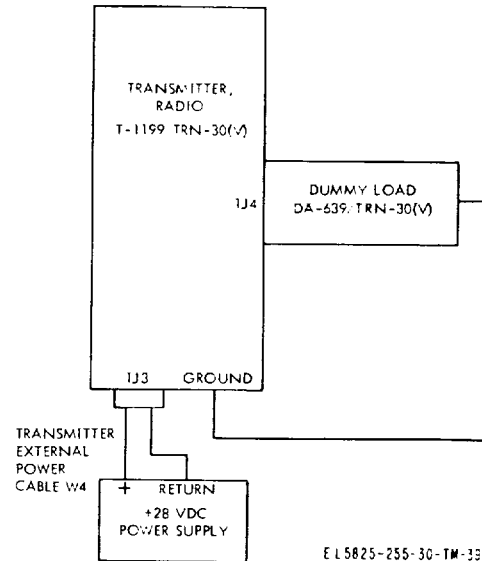 TRANSMITTER,
RADIO
T-1199 TRN-30(V)
1J4
DUMMY LOAD
DA-639/TRN-30(V)
1J3 GROUND
TRANSMITTER
EXTERNAL
POWER
CABLE W4
+ RETURN
+28 VDC
POWER SUPPLY
EL5825-255-30-TM-39